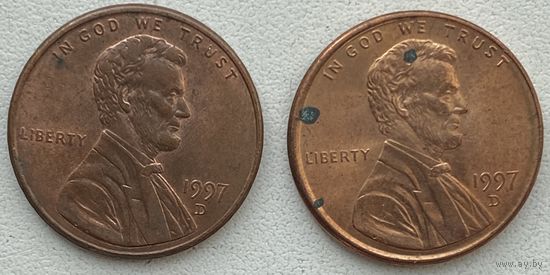 IN GOD WE TRUST
LIBERTY
1997
D
IN GOD WE TRUST
LIBERTY
1997
D
www.ay.by